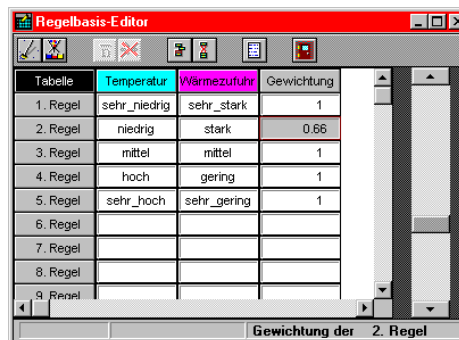 Regelbasis-Editor
Tabelle Temperatur Wärmezufuhr Gewichtung
1. Regel sehr_niedrig sehr_stark 1
2. Regel niedrig stark 0.66
3. Regel mittel mittel 1
4. Regel hoch gering 1
5. Regel sehr_hoch sehr_gering 1
6. Regel
7. Regel
8. Regel
9. Regel
Gewichtung der 2. Regel